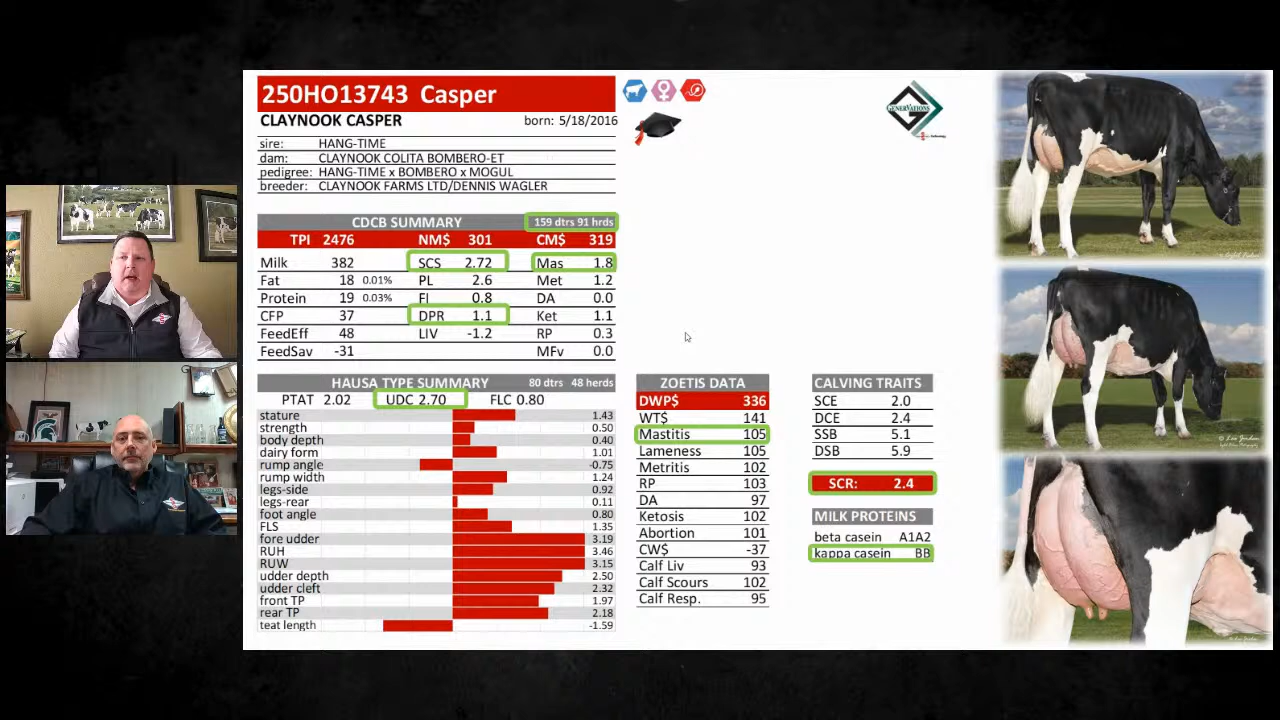 250HO13743 Casper
CLAYNOOK CASPER born: 5/18/2016
sire: HANG-TIME
dam: CLAYNOOK COLITA BOMBERO-ET
pedigree: HANG-TIME x BOMBERO x MOGUL
breeder: CLAYNOOK FARMS LTD/DENNIS WAGLER
GENERVATIONS
CDCB SUMMARY 159 dtrs 91 hrds
TPI 2476 NM$ 301 CM$ 319
Milk 382 SCS 2.72 Mas 1.8
Fat 18 0.01% PL 2.6 Met 1.2
Protein 19 0.03% FI 0.8 DA 0.0
CFP 37 DPR 1.1 Ket 1.1
FeedEff 48 LIV -1.2 RP 0.3
FeedSav -31 MFv 0.0
HAUSA TYPE SUMMARY 80 dtrs 48 herds
PTAT 2.02 UDC 2.70 FLC 0.80
stature 1.43
strength 0.50
body depth 0.40
dairy form 1.01
rump angle -0.75
rump width 1.24
legs-side 0.92
legs-rear 0.11
foot angle 0.80
FLS 1.35
fore udder 3.19
RUH 3.46
RUW 3.15
udder depth 2.50
udder cleft 2.32
front TP 1.97
rear TP 2.18
teat length -1.59
ZOETIS DATA
DWP$ 336
WT$ 141
Mastitis 105
Lameness 105
Metritis 102
RP 103
DA 97
Ketosis 102
Abortion 101
CW$ -37
Calf Liv 93
Calf Scours 102
Calf Resp. 95
CALVING TRAITS
SCE 2.0
DCE 2.4
SSB 5.1
DSB 5.9
SCR: 2.4
MILK PROTEINS
beta casein A1A2
kappa casein BB